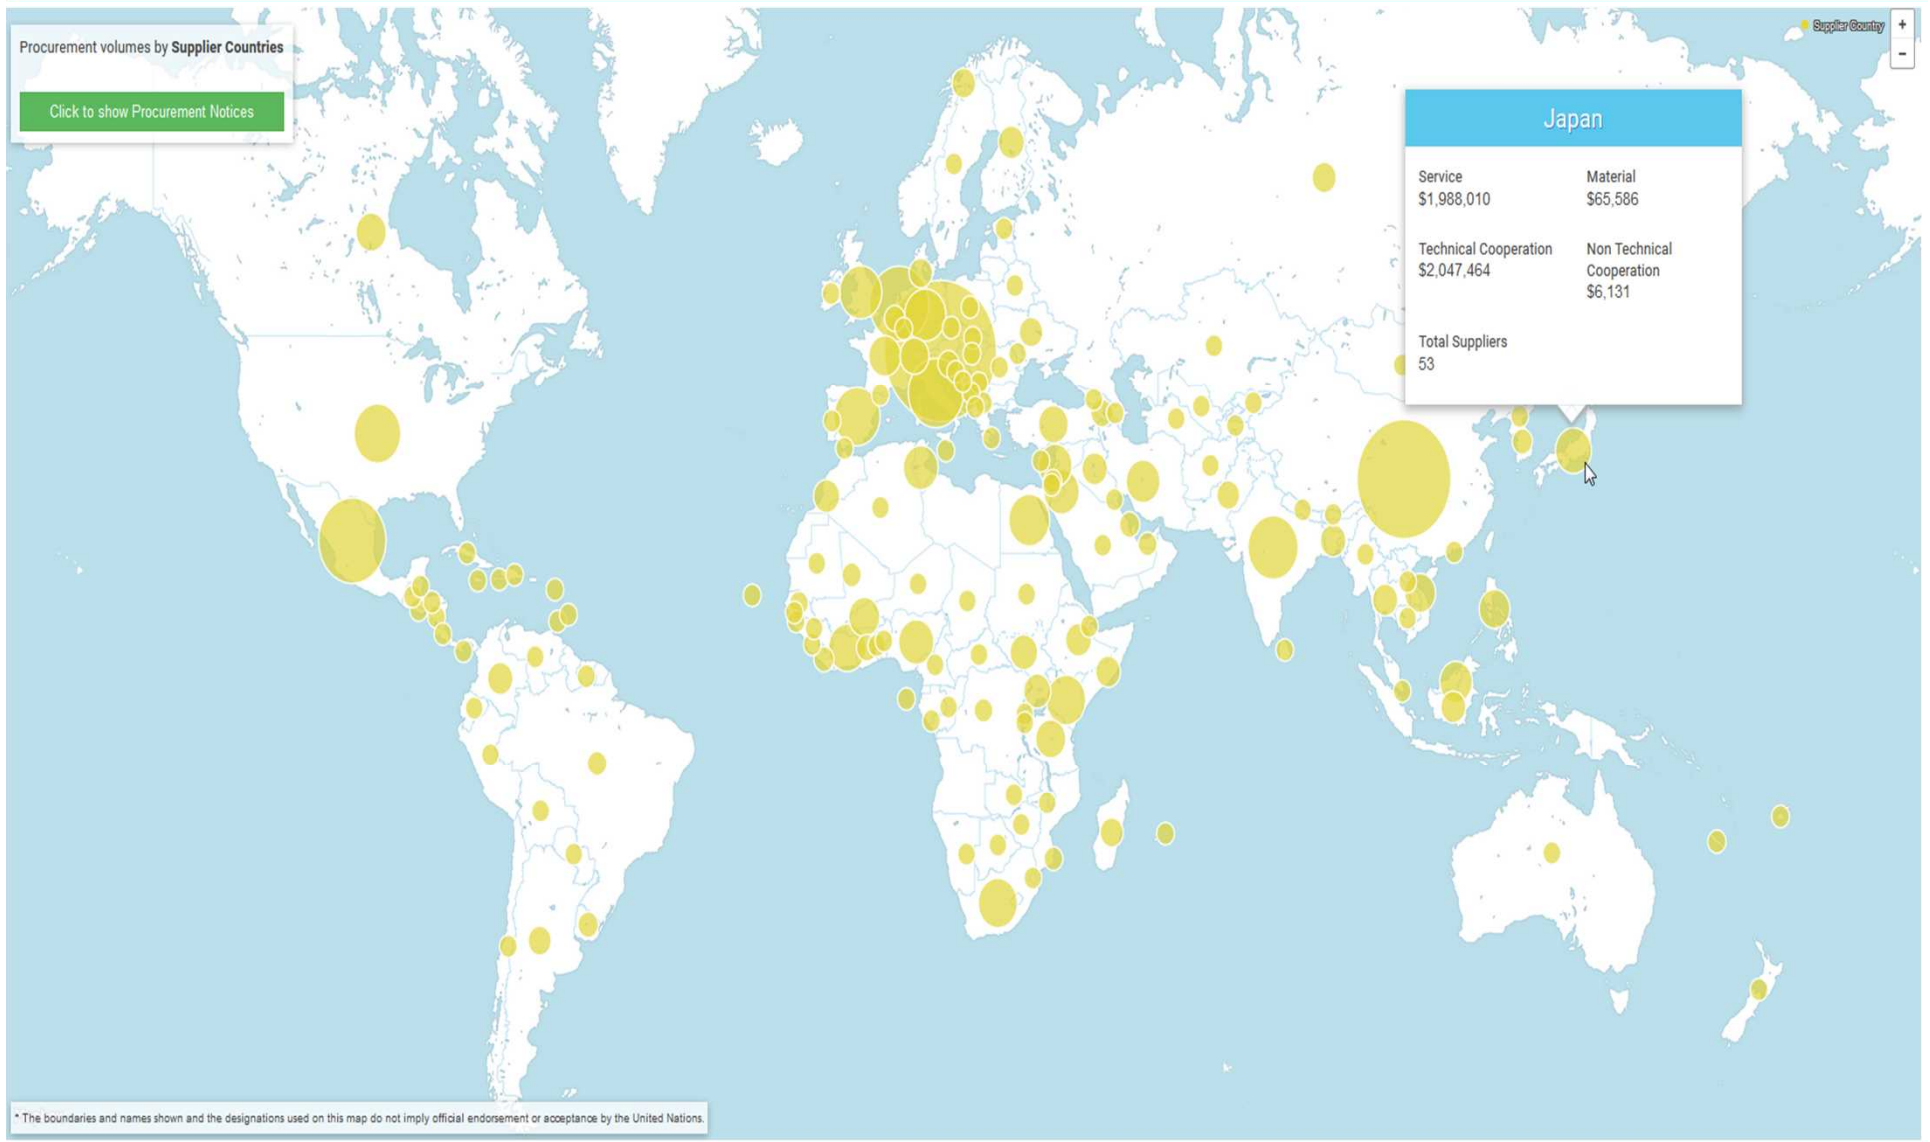 Procurement volumes by Supplier Countries
Click to show Procurement Notices
Supplier Country
+
-
Japan
Service
$1,988,010
Material
$65,586
Technical Cooperation
$2,047,464
Non Technical
Cooperation
$6,131
Total Suppliers
53
* The boundaries and names shown and the designations used on this map do not imply official endorsement or acceptance by the United Nations.